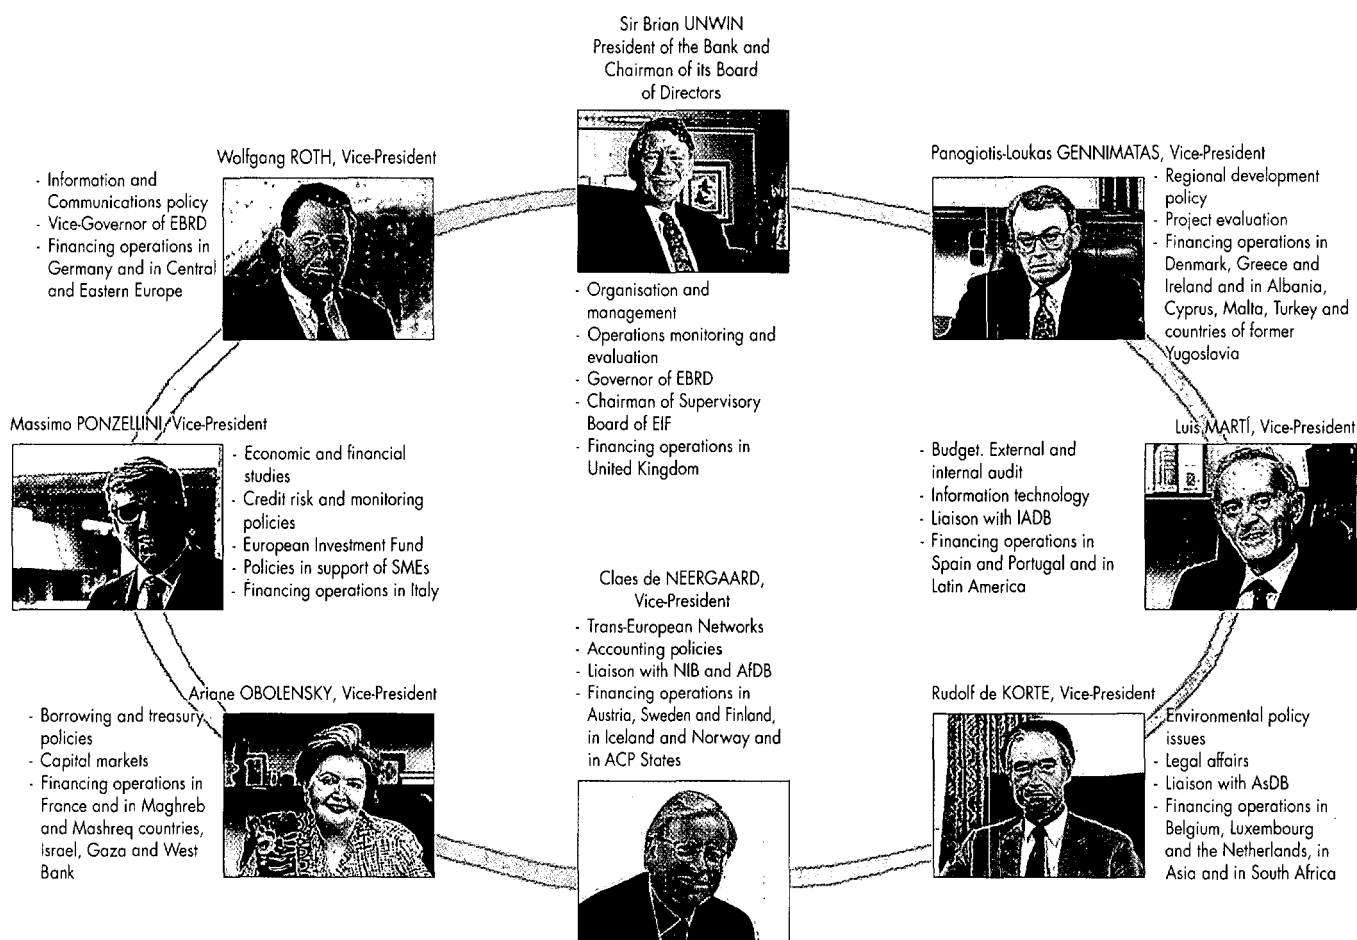 Sir Brian UNWIN
President of the Bank and
Chairman of its Board
of Directors
- Organisation and
management
- Operations monitoring and
evaluation
- Governor of EBRD
- Chairman of Supervisory
Board of EIF
- Financing operations in
United Kingdom
Wolfgang ROTH, Vice-President
- Information and
Communications policy
- Vice-Governor of EBRD
- Financing operations in
Germany and in Central
and Eastern Europe
Panogiotis-Loukas GENNIMATAS, Vice-President
- Regional development
policy
- Project evaluation
- Financing operations in
Denmark, Greece and
Ireland and in Albania,
Cyprus, Malta, Turkey and
countries of former
Yugoslavia
Massimo PONZELLINI, Vice-President
- Economic and financial
studies
- Credit risk and monitoring
policies
- European Investment Fund
- Policies in support of SMEs
- Financing operations in Italy
Luis MARTÍ, Vice-President
- Budget. External and
internal audit
- Information technology
- Liaison with IADB
- Financing operations in
Spain and Portugal and in
Latin America
Claes de NEERGAARD,
Vice-President
- Trans-European Networks
- Accounting policies
- Liaison with NIB and AfDB
- Financing operations in
Austria, Sweden and Finland,
in Iceland and Norway and
in ACP States
Ariane OBOLENSKY, Vice-President
- Borrowing and treasury
policies
- Capital markets
- Financing operations in
France and in Maghreb
and Mashreq countries,
Israel, Gaza and West
Bank
Rudolf de KORTE, Vice-President
- Environmental policy
issues
- Legal affairs
- Liaison with AsDB
- Financing operations in
Belgium, Luxembourg
and the Netherlands, in
Asia and in South Africa